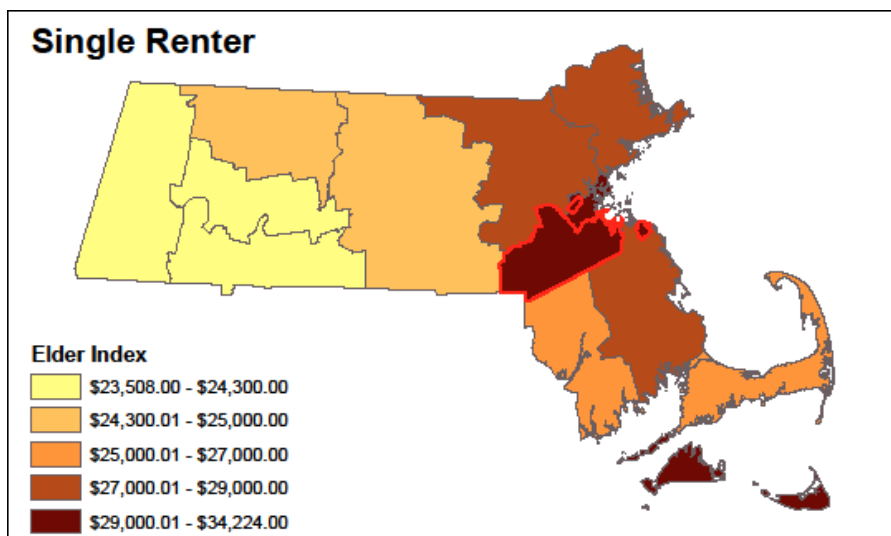 Single Renter
Elder Index
$23,508.00 - $24,300.00
$24,300.01 - $25,000.00
$25,000.01 - $27,000.00
$27,000.01 - $29,000.00
$29,000.01 - $34,224.00